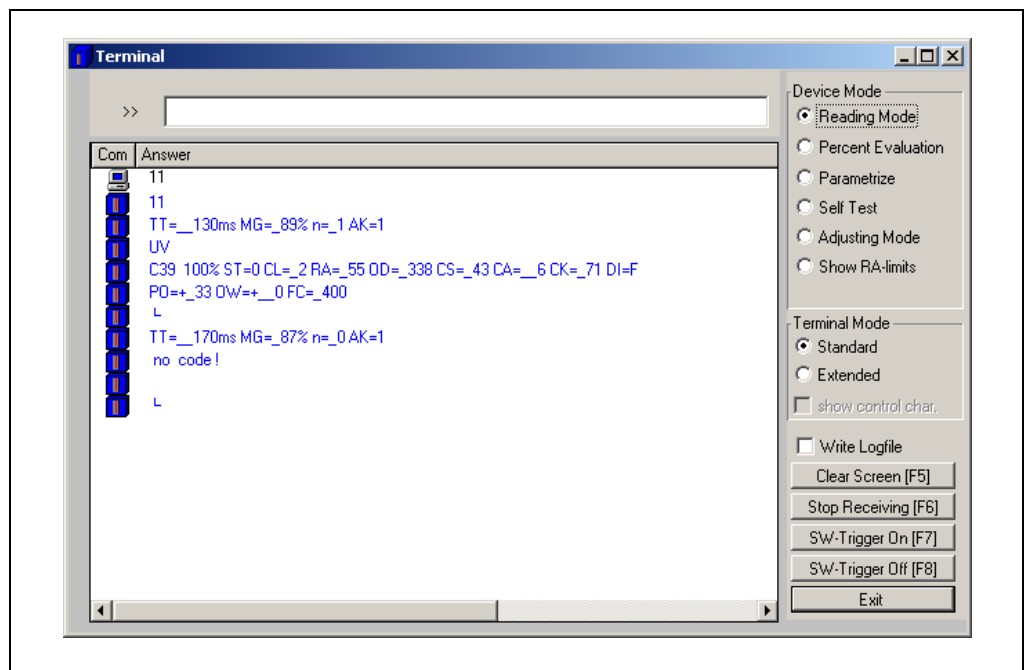 Terminal
>>
Com Answer
11
11
TT=__130ms MG=_89% n=_1 AK=1
UV
C39 100% ST=0 CL=_2 RA=_55 OD=_338 CS=_43 CA=__6 CK=_71 DI=F
PO=+_33 OW=+__0 FC=_400
└
TT=__170ms MG=_87% n=_0 AK=1
no code!
└
Device Mode
Reading Mode
Percent Evaluation
Parametrize
Self Test
Adjusting Mode
Show RA-limits
Terminal Mode
Standard
Extended
show control char.
Write Logfile
Clear Screen [F5]
Stop Receiving [F6]
SW-Trigger On [F7]
SW-Trigger Off [F8]
Exit